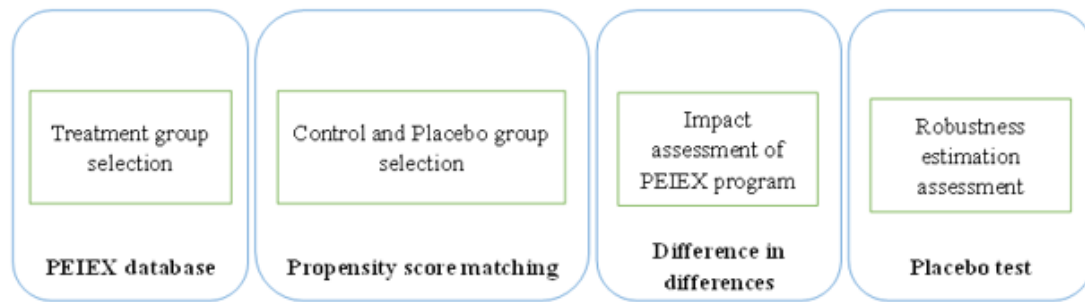 Treatment group
selection
PEIEX database
Control and Placebo group
selection
Propensity score matching
Impact
assessment of
PEIEX program
Difference in
differences
Robustness
estimation
assessment
Placebo test